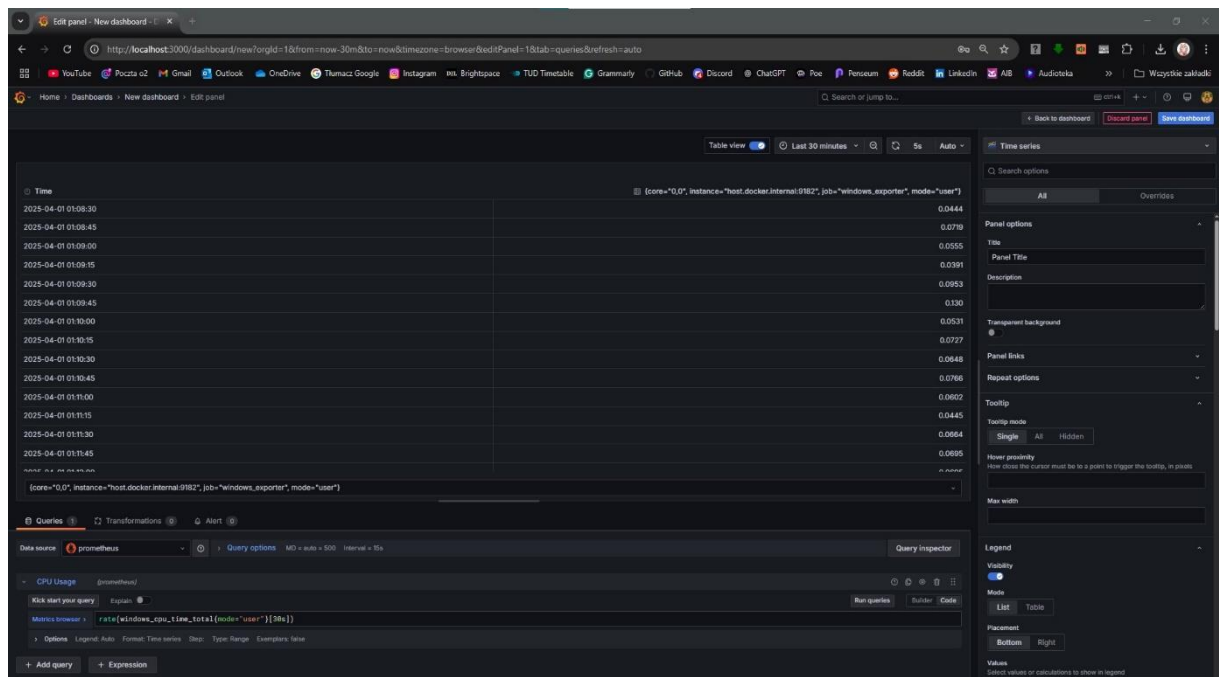 Edit panel - New dashboard - D
http://localhost:3000/dashboard/new?orgId=1&from=now-30m&to=now&timezone=browser&editPanel=1&tab=queries&refresh=auto
YouTube Poczta o2 Gmail Outlook OneDrive Tłumacz Google Instagram Brightspace TUD Timetable Grammarly GitHub Discord ChatGPT Poe Penseum Reddit LinkedIn AIB Audioteka » Wszystkie zakładki
Home > Dashboards > New dashboard > Edit panel Search or jump to... ctrl+k
Back to dashboard Discard panel Save dashboard
Table view Last 30 minutes 5s Auto Time series
Search options
All Overrides
Time {core="0,0", instance="host.docker.internal:9182", job="windows_exporter", mode="user"}
2025-04-01 01:08:30 0.0444
2025-04-01 01:08:45 0.0719
2025-04-01 01:09:00 0.0555
2025-04-01 01:09:15 0.0391
2025-04-01 01:09:30 0.0953
2025-04-01 01:09:45 0.130
2025-04-01 01:10:00 0.0531
2025-04-01 01:10:15 0.0727
2025-04-01 01:10:30 0.0648
2025-04-01 01:10:45 0.0766
2025-04-01 01:11:00 0.0602
2025-04-01 01:11:15 0.0445
2025-04-01 01:11:30 0.0664
2025-04-01 01:11:45 0.0695
{core="0,0", instance="host.docker.internal:9182", job="windows_exporter", mode="user"}
Queries 1 Transformations 0 Alert 0
Data source prometheus Query options MD = auto = 500 Interval = 15s Query inspector
CPU Usage (prometheus)
Kick start your query Explain Run queries Builder Code
Metrics browser > rate(windows_cpu_time_total{mode="user"}[30s])
Options Legend: Auto Format: Time series Step: Type: Range Exemplars: false
+ Add query + Expression
Panel options
Title
Panel Title
Description
Transparent background
Panel links
Repeat options
Tooltip
Tooltip mode
Single All Hidden
Hover proximity
How close the cursor must be to a point to trigger the tooltip, in pixels
Max width
Legend
Visibility
Mode
List Table
Placement
Bottom Right
Values
Select values or calculations to show in legend